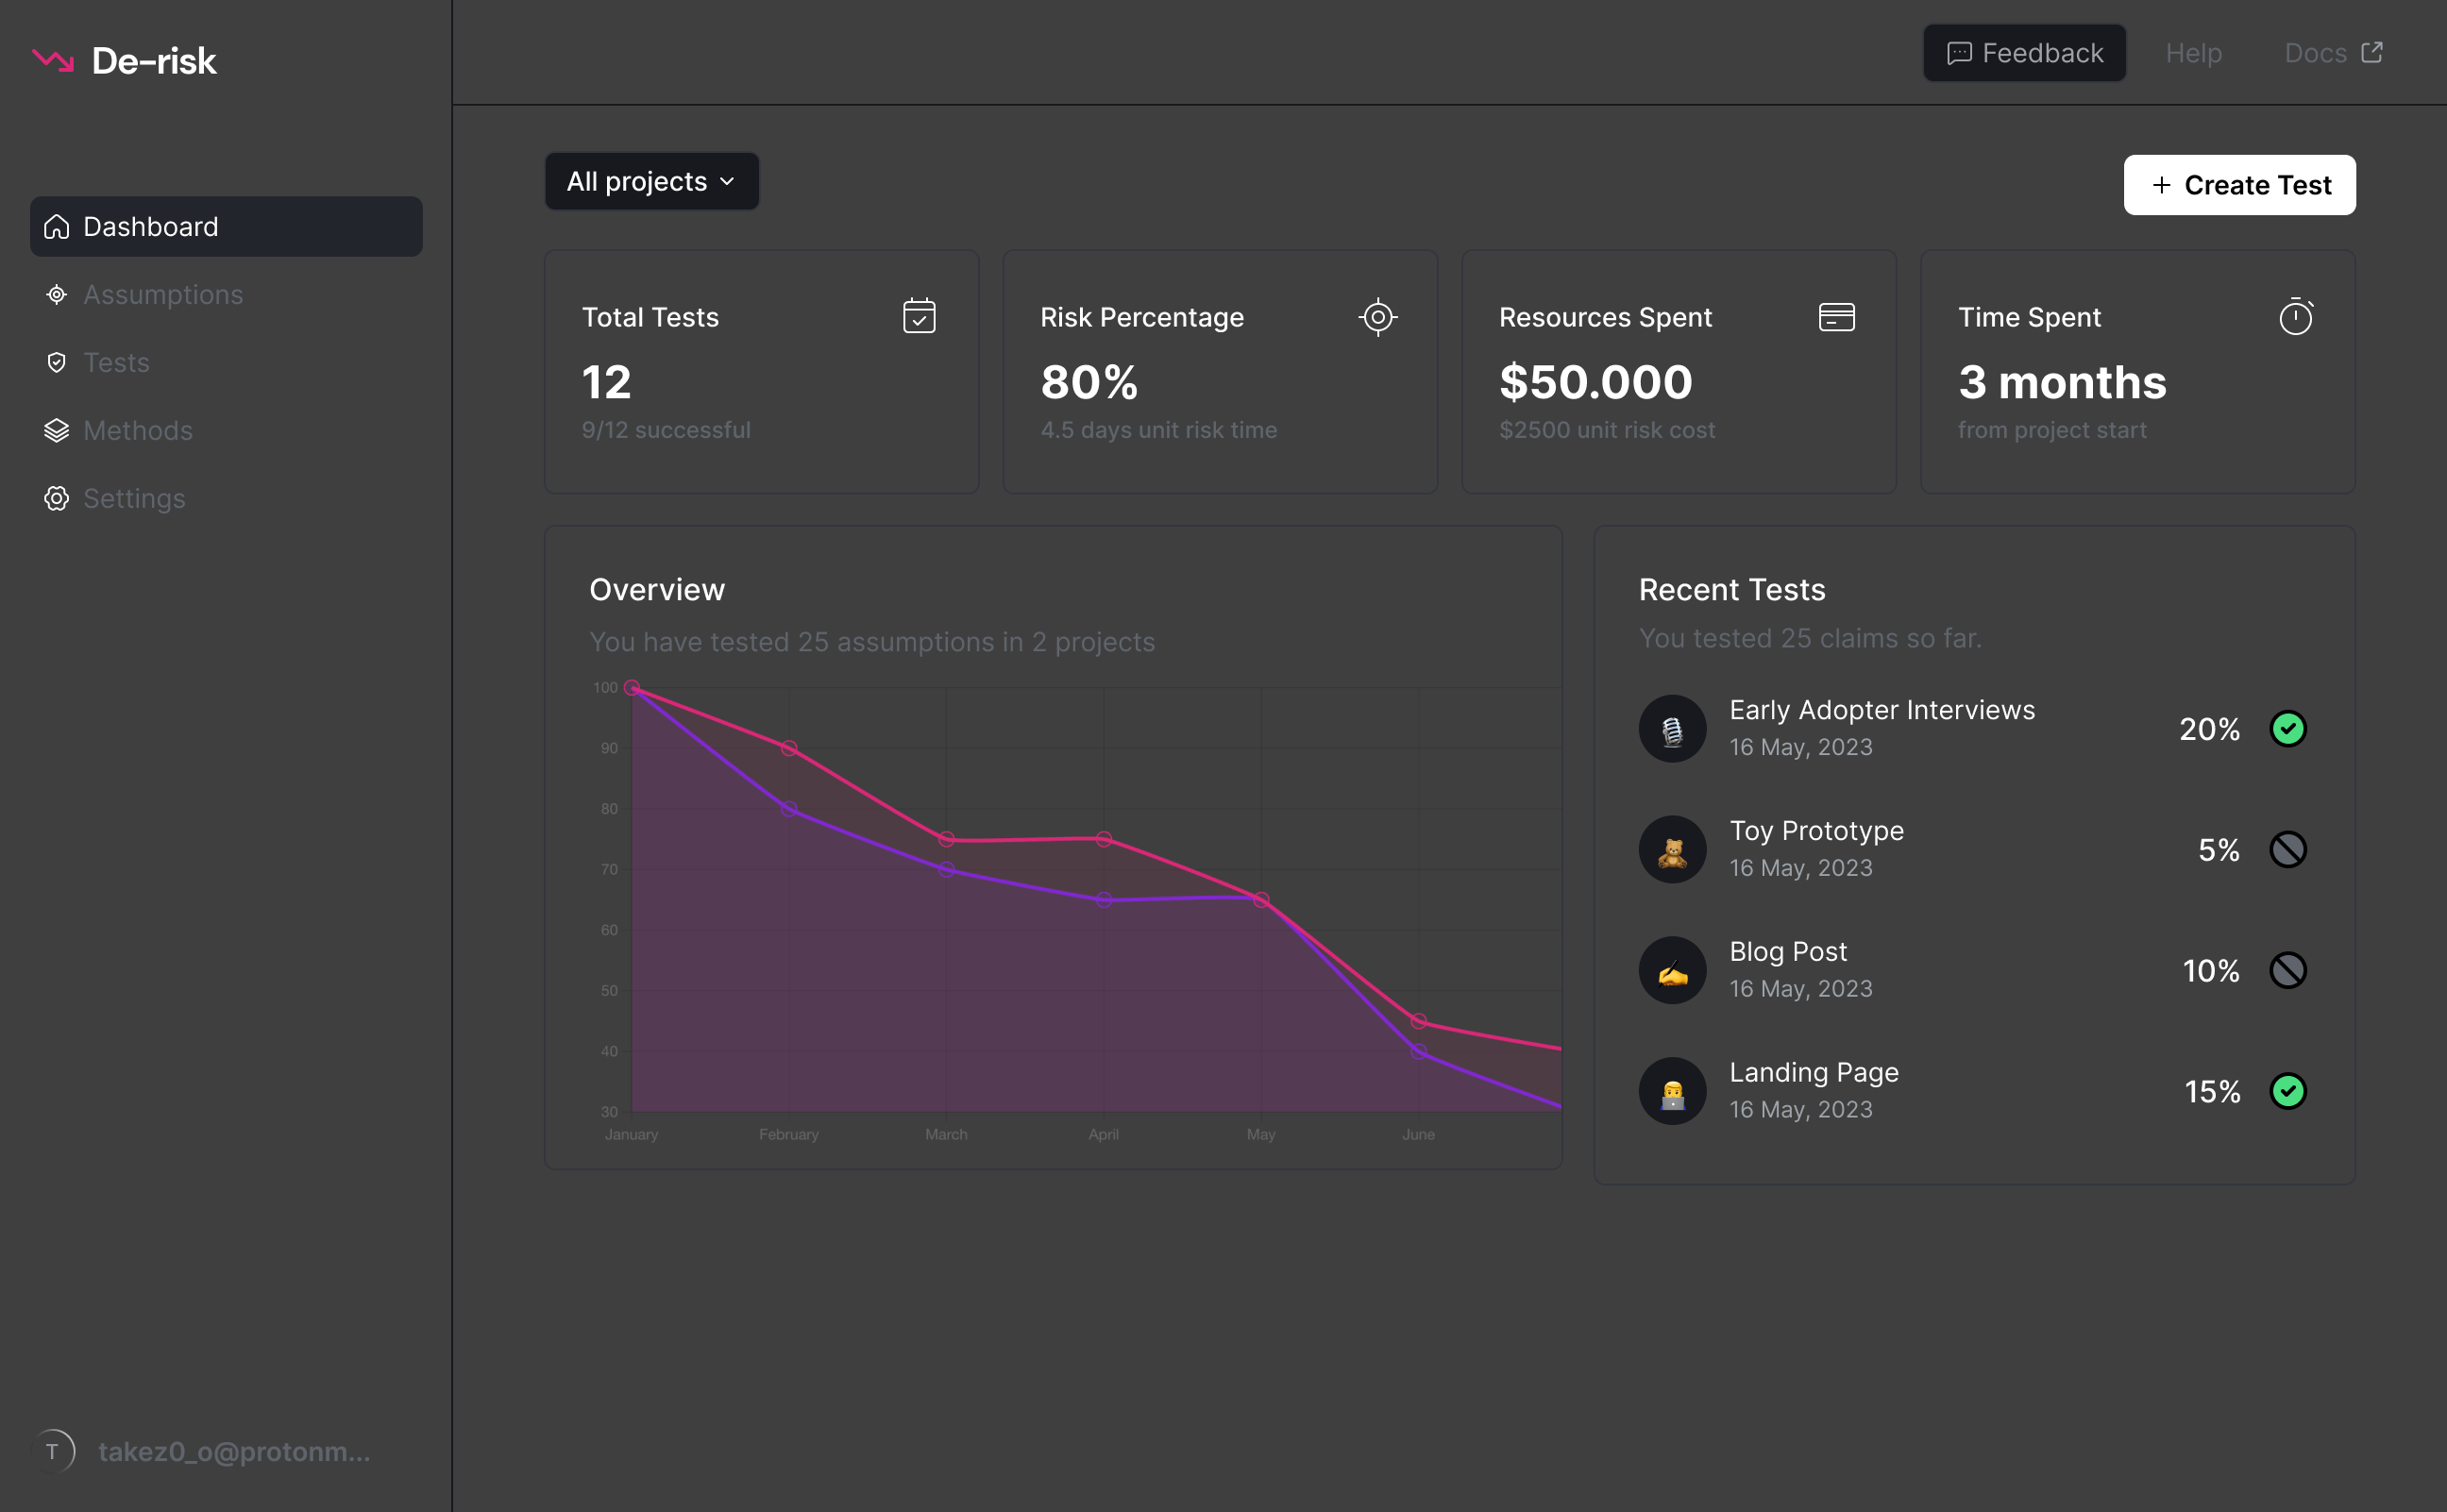 De-risk
Feedback
Help
Docs
Dashboard
Assumptions
Tests
Methods
Settings
All projects
+ Create Test
Total Tests
12
9/12 successful
Risk Percentage
80%
4.5 days unit risk time
Resources Spent
$50.000
$2500 unit risk cost
Time Spent
3 months
from project start
Overview
You have tested 25 assumptions in 2 projects
100
90
80
70
60
50
40
30
January February March April May June
Recent Tests
You tested 25 claims so far.
Early Adopter Interviews
16 May, 2023
20%
Toy Prototype
16 May, 2023
5%
Blog Post
16 May, 2023
10%
Landing Page
16 May, 2023
15%
T
takez0_o@protonm...